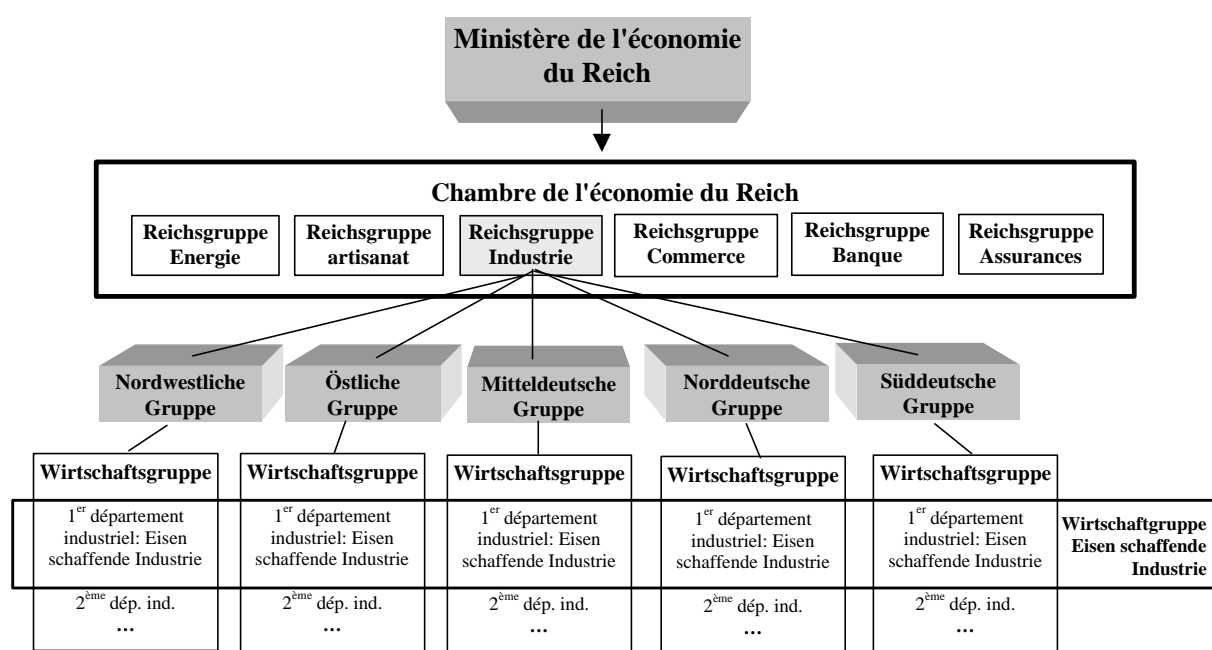 Ministère de l'économie
du Reich
Chambre de l'économie du Reich
Reichsgruppe
Energie
Reichsgruppe
artisanat
Reichsgruppe
Industrie
Reichsgruppe
Commerce
Reichsgruppe
Banque
Reichsgruppe
Assurances
Nordwestliche
Gruppe
Östliche
Gruppe
Mitteldeutsche
Gruppe
Norddeutsche
Gruppe
Süddeutsche
Gruppe
Wirtschaftsgruppe
1er département
industriel: Eisen
schaffende Industrie
2ème dép. ind.
...
Wirtschaftsgruppe
1er département
industriel: Eisen
schaffende Industrie
2ème dép. ind.
...
Wirtschaftsgruppe
1er département
industriel: Eisen
schaffende Industrie
2ème dép. ind.
...
Wirtschaftsgruppe
1er département
industriel: Eisen
schaffende Industrie
2ème dép. ind.
...
Wirtschaftsgruppe
1er département
industriel: Eisen
schaffende Industrie
2ème dép. ind.
...
Wirtschaftgruppe
Eisen schaffende
Industrie